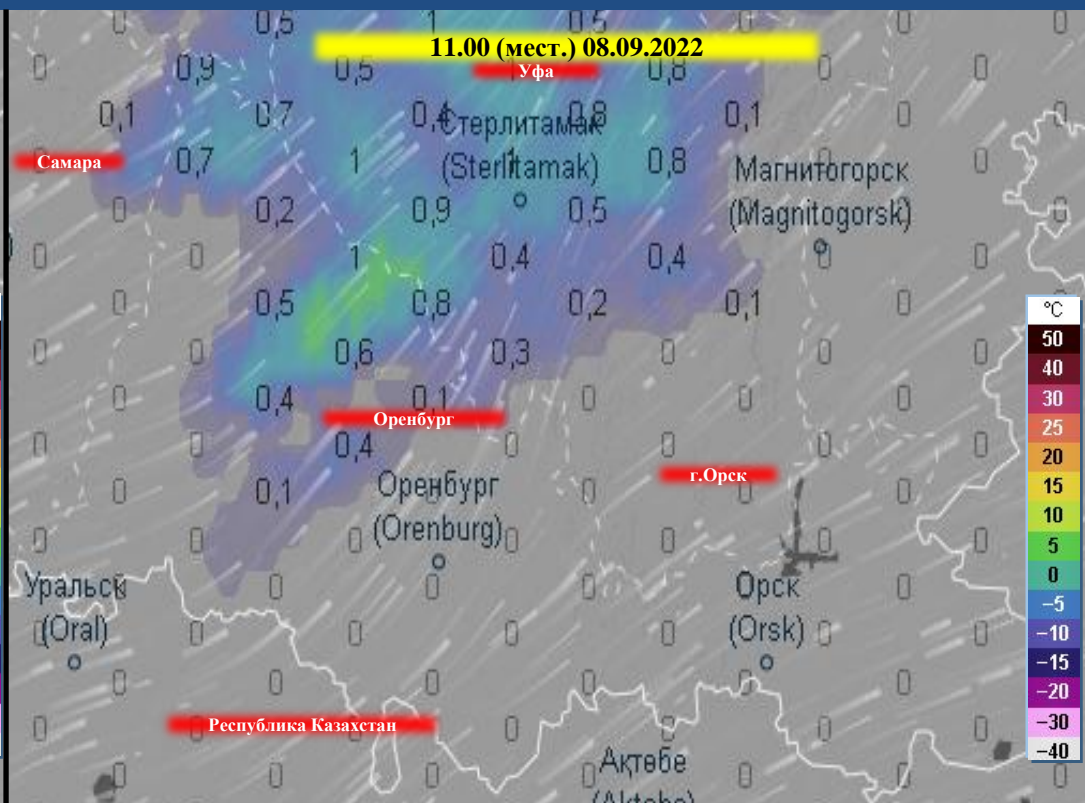 0 0,5 1 0,5 0 0 0
11.00 (мест.) 08.09.2022
0 0,9 0,5 0,8 0 0
Уфа
0,1 0,7 0,4 0,8 0,1 0 0
Стерлитамак
(Sterlitamak)
Самара
0,7 1 1 0,8 0
Магнитогорск
(Magnitogorsk)
0 0,2 0,9 0,5 0 0
0 0 1 0,4 0,4 0 0
0 0,5 0,8 0,2 0,1 0
0 0 0,6 0,3 0 0 0
0 0,4 0,1 0 0 0
Оренбург
0 0 0,4 0 0 0 0
г.Орск
0 0,1 0 0 0
Оренбург
(Orenburg)
0 0 0 0 0 0 0
Уральск
(Oral)
0 0 0 0
Орск
(Orsk)
0 0 0 0 0 0 0
0 0 0 0 0 0
Республика Казахстан
0 0 0 0 0 0
Ақтөбе
(Aktobe)
0 0 0 0 0 0
°C
50
40
30
25
20
15
10
5
0
−5
−10
−15
−20
−30
−40